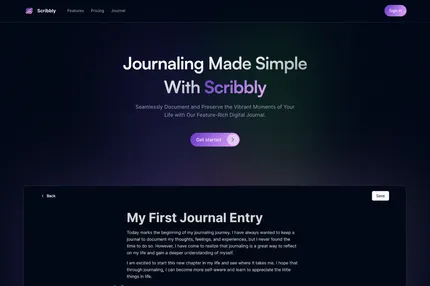 Scribbly
Features
Pricing
Journal
Sign in
Journaling Made Simple
With Scribbly
Seamlessly Document and Preserve the Vibrant Moments of Your
Life with Our Feature-Rich Digital Journal.
Get started
Back
Save
My First Journal Entry
Today marks the beginning of my journaling journey. I have always wanted to keep a
journal to document my thoughts, feelings, and experiences, but I never found the
time to do so. However, I have come to realize that journaling is a great way to reflect
on my life and gain a deeper understanding of myself.
I am excited to start this new chapter in my life and see where it takes me. I hope that
through journaling, I can become more self-aware and learn to appreciate the little
things in life.